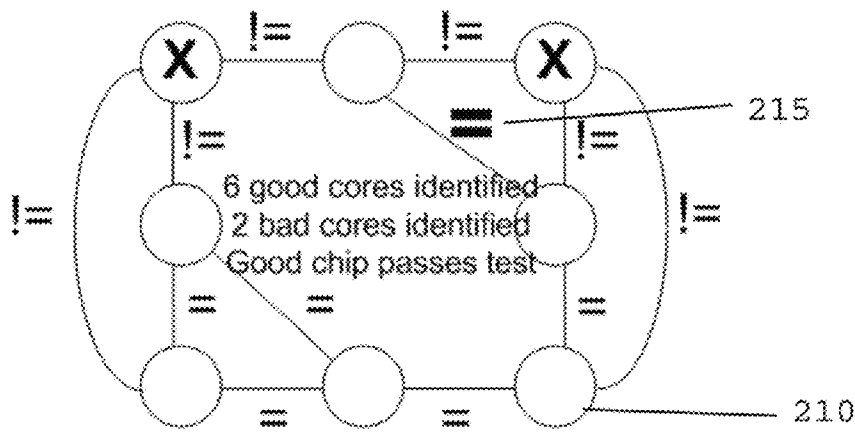 != !=
X X
= 215
!= !=
6 good cores identified
!= 2 bad cores identified !=
Good chip passes test
= = =
210
= =